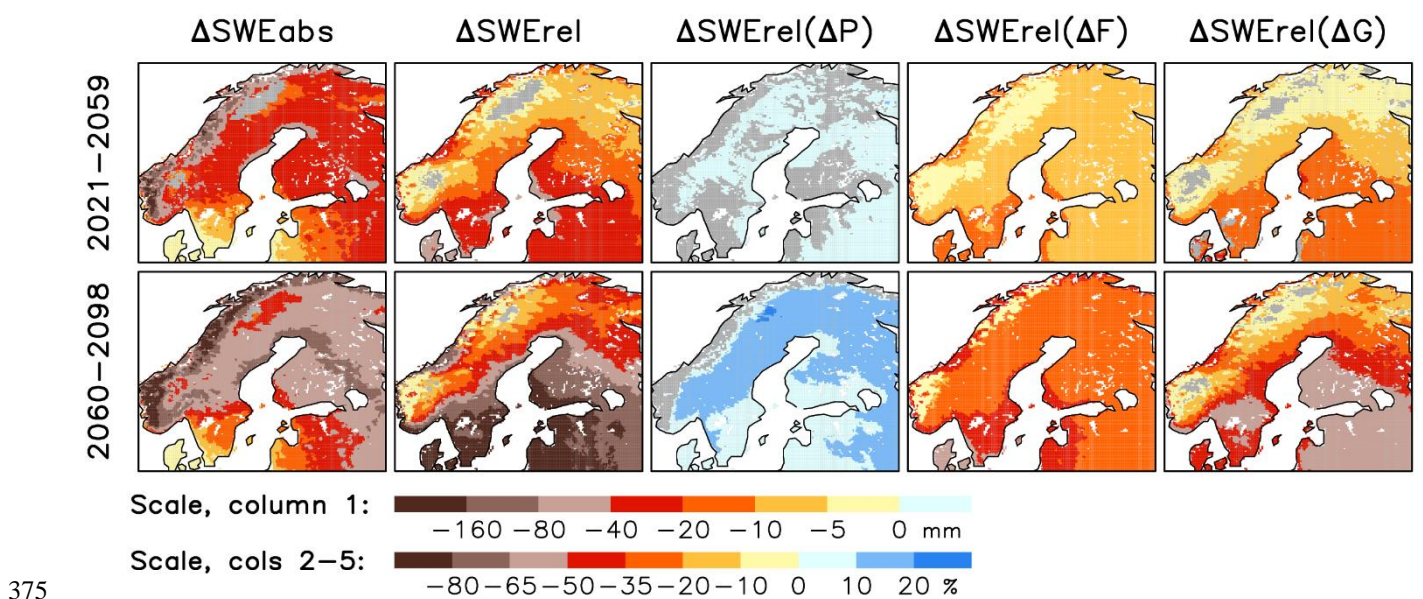 ΔSWEabs ΔSWErel ΔSWErel(ΔP) ΔSWErel(ΔF) ΔSWErel(ΔG)
2021–2059
2060–2098
Scale, column 1:
−160 −80 −40 −20 −10 −5 0 mm
Scale, cols 2–5:
−80−65−50−35−20−10 0 10 20 %
375